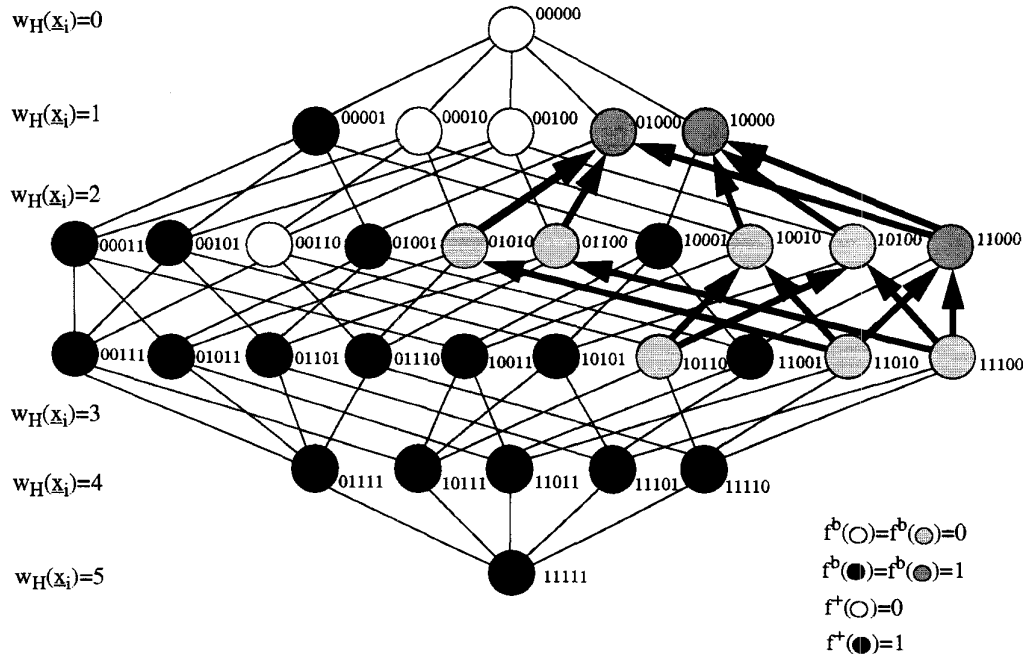 w_H(x_i)=0
00000
w_H(x_i)=1
00001 00010 00100 01000 10000
w_H(x_i)=2
00011 00101 00110 01001 01010 01100 10001 10010 10100 11000
00111 01011 01101 01110 10011 10101 10110 11001 11010 11100
w_H(x_i)=3
w_H(x_i)=4
01111 10111 11011 11101 11110
f^b(○)=f^b(○)=0
w_H(x_i)=5
11111
f^b(●)=f^b(●)=1
f^+(○)=0
f^+(●)=1